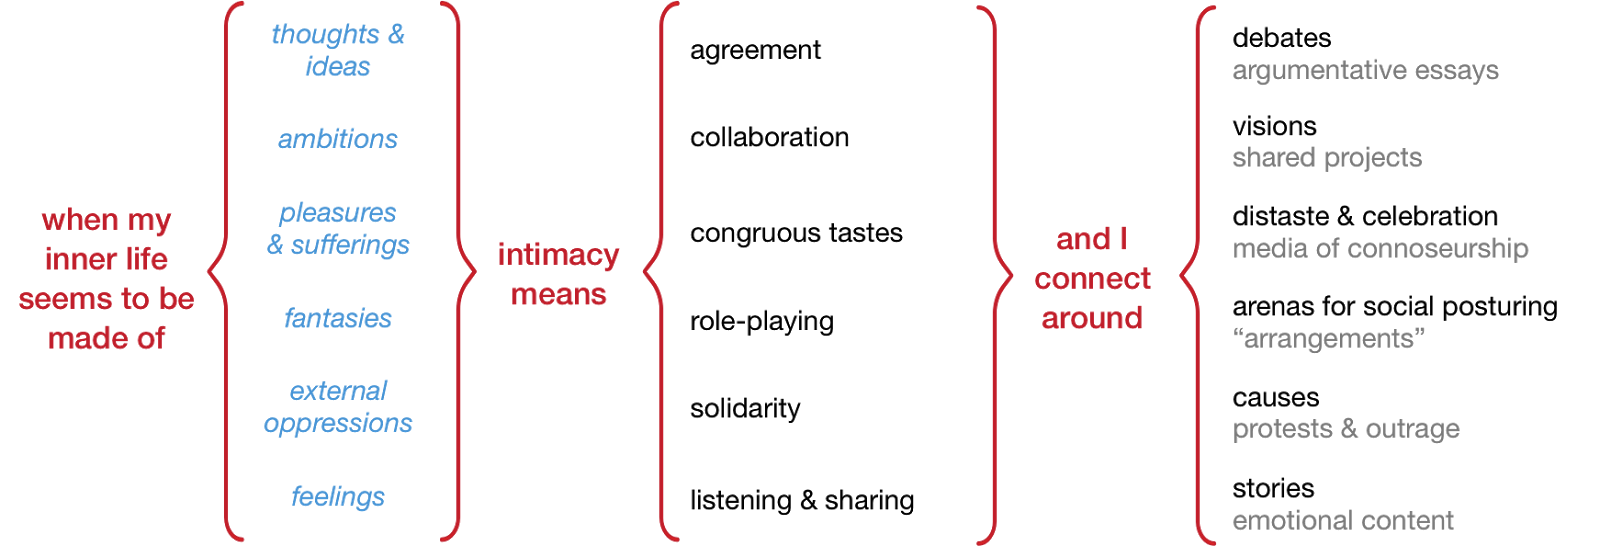 when my
inner life
seems to be
made of
thoughts &
ideas
ambitions
pleasures
& sufferings
fantasies
external
oppressions
feelings
intimacy
means
agreement
collaboration
congruous tastes
role-playing
solidarity
listening & sharing
and I
connect
around
debates
argumentative essays
visions
shared projects
distaste & celebration
media of connoseurship
arenas for social posturing
“arrangements”
causes
protests & outrage
stories
emotional content